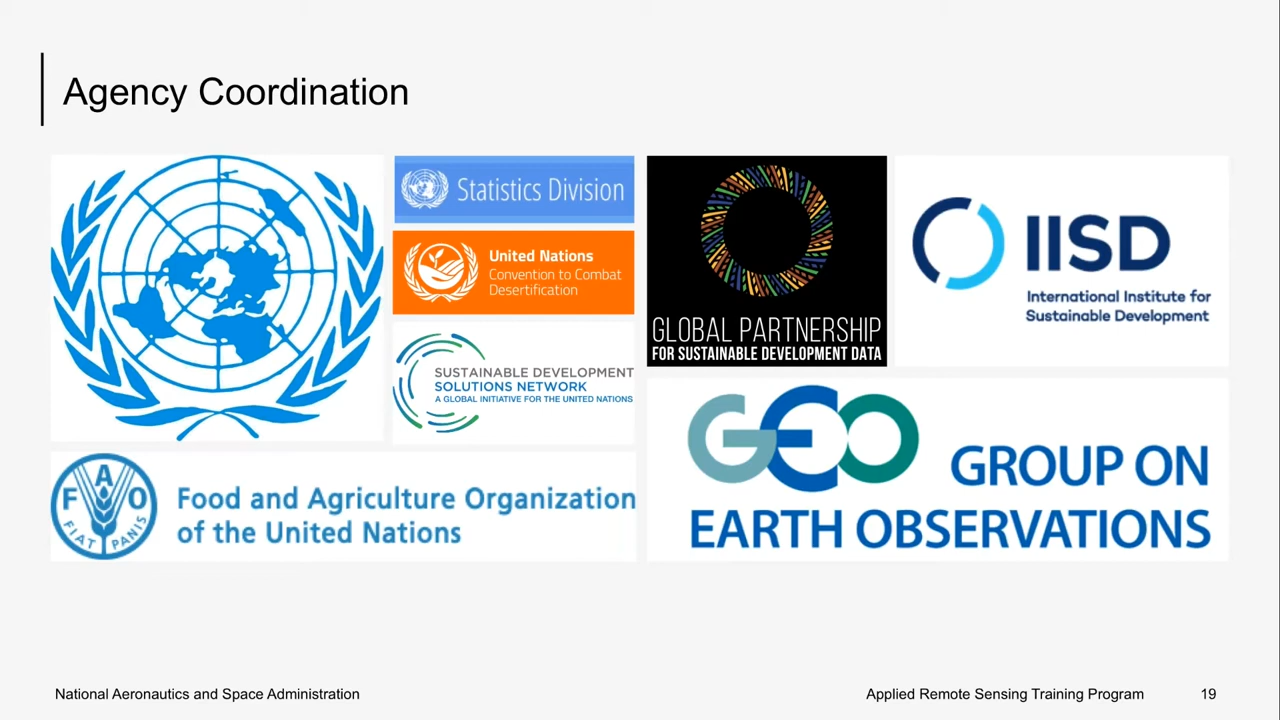 Agency Coordination
Statistics Division
United Nations
Convention to Combat
Desertification
SUSTAINABLE DEVELOPMENT
SOLUTIONS NETWORK
A GLOBAL INITIATIVE FOR THE UNITED NATIONS
GLOBAL PARTNERSHIP
FOR SUSTAINABLE DEVELOPMENT DATA
IISD
International Institute for
Sustainable Development
F A O
FIAT PANIS
Food and Agriculture Organization
of the United Nations
GEO
GROUP ON
EARTH OBSERVATIONS
National Aeronautics and Space Administration
Applied Remote Sensing Training Program
19